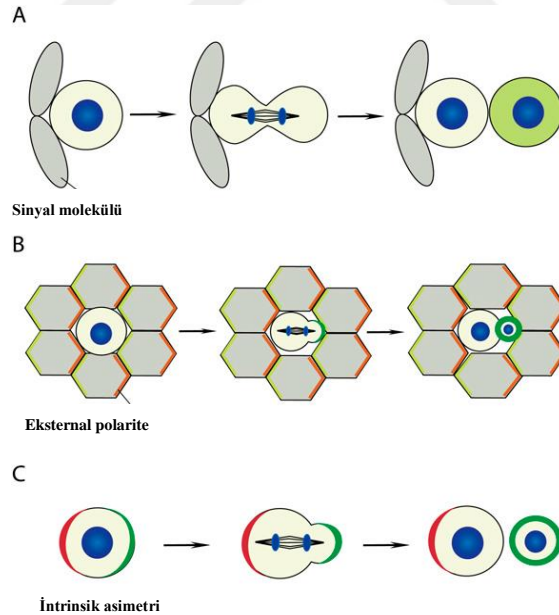 A
Sinyal molekülü
B
Eksternal polarite
C
İntrinsik asimetri